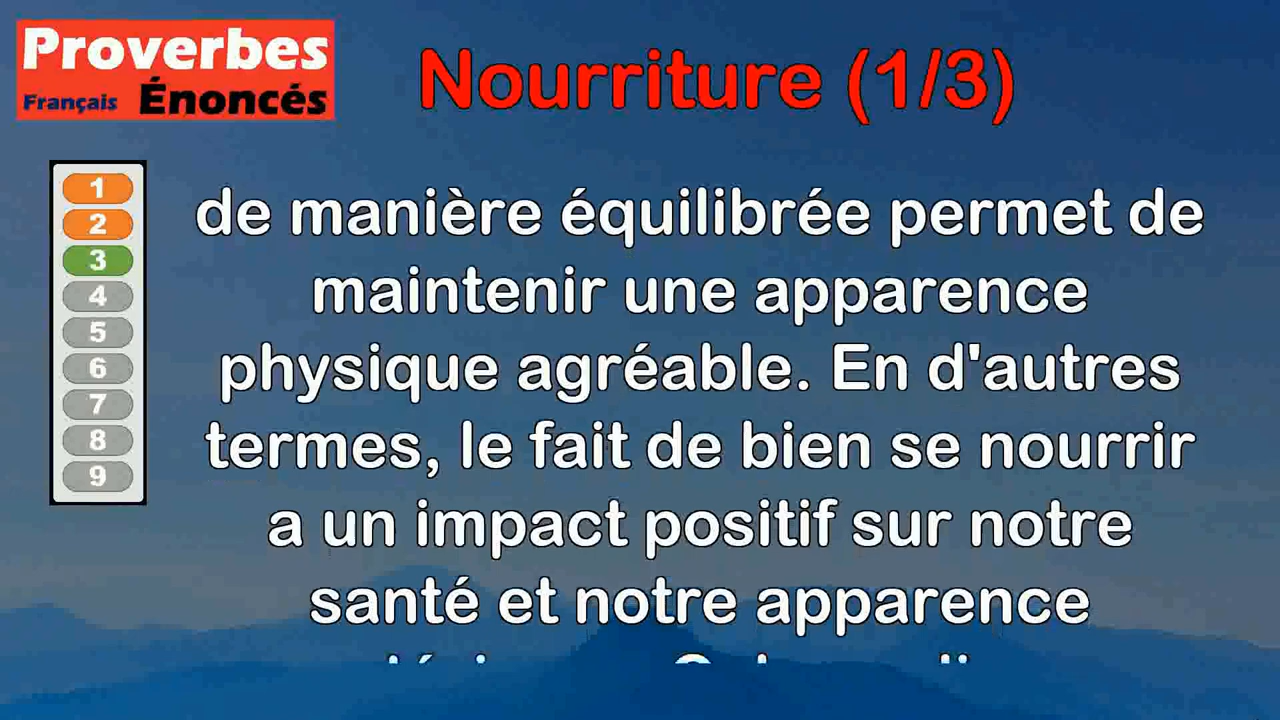 Proverbes
Français Énoncés
Nourriture (1/3)
1
2
3
4
5
6
7
8
9
de manière équilibrée permet de
maintenir une apparence
physique agréable. En d'autres
termes, le fait de bien se nourrir
a un impact positif sur notre
santé et notre apparence